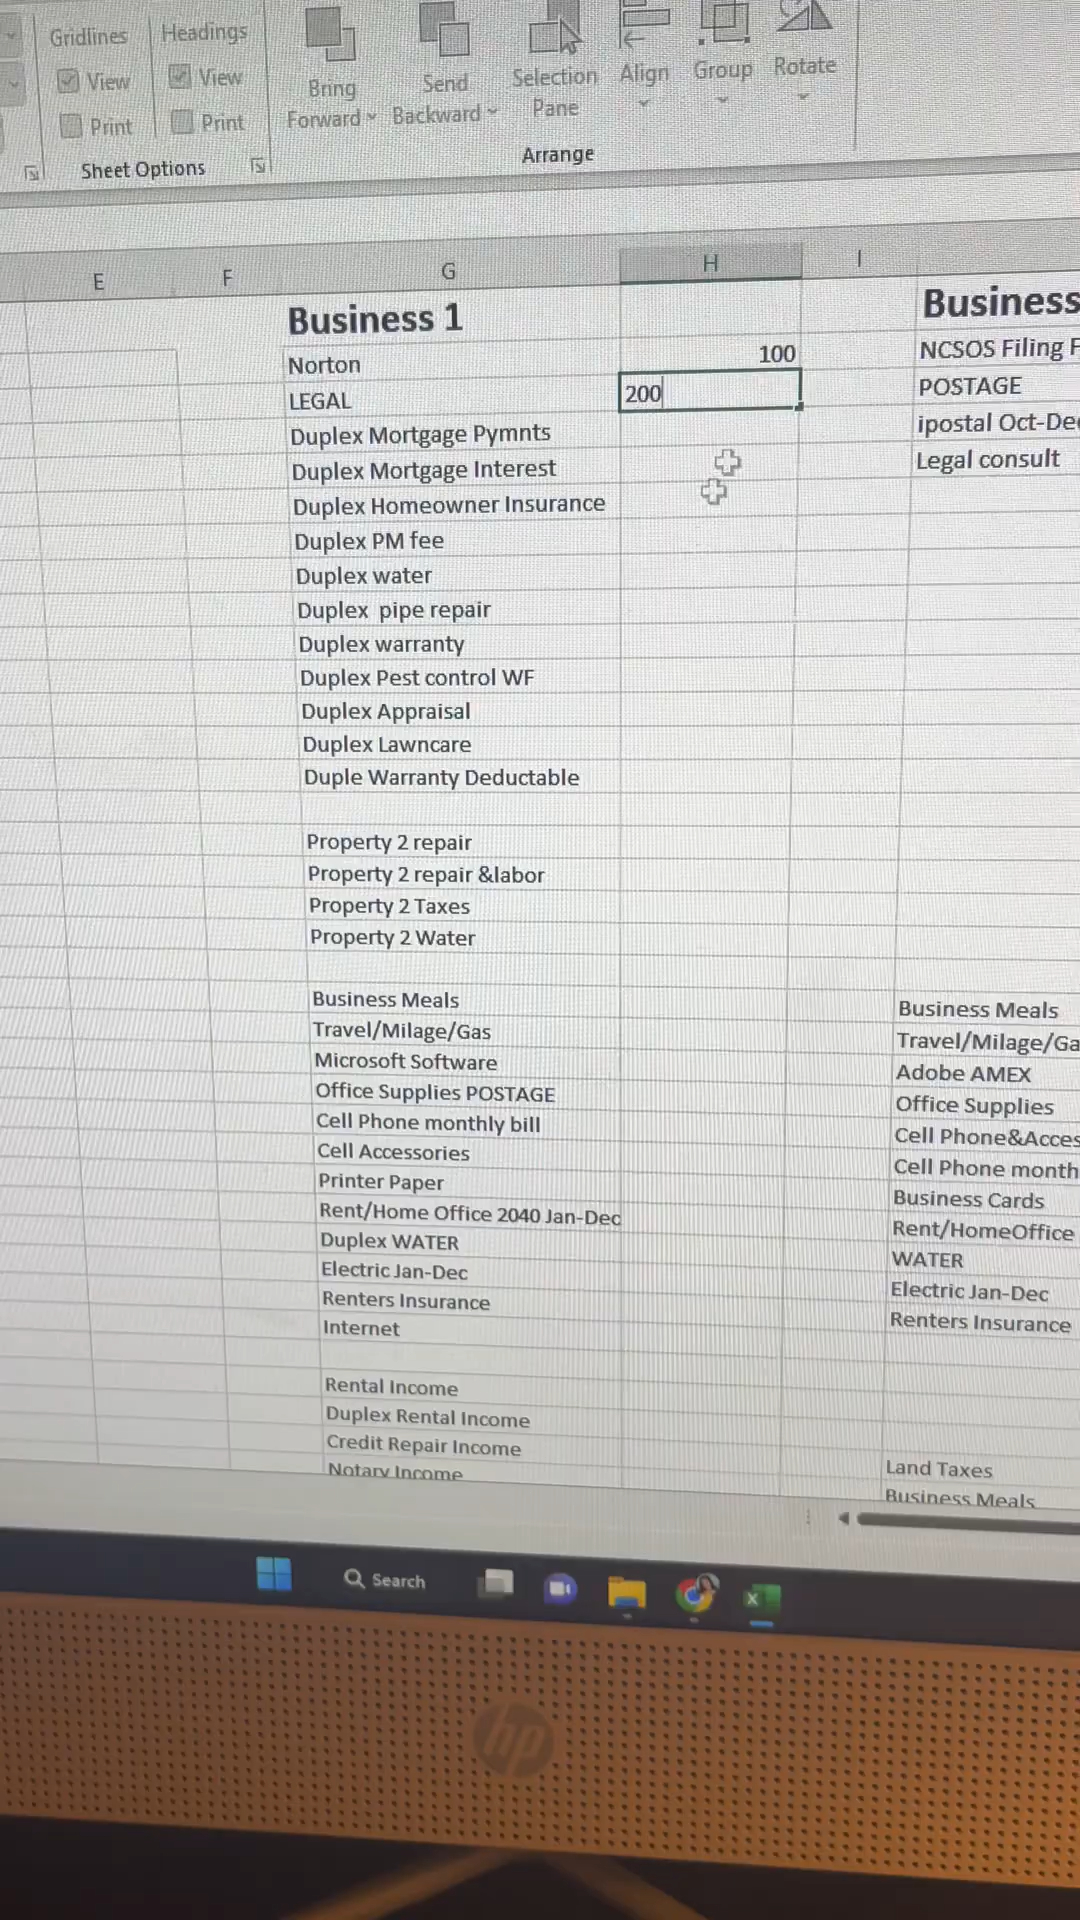 Gridlines
Headings
View
View
Print
Print
Sheet Options
Bring
Forward
Send
Backward
Selection
Pane
Align
Group
Rotate
Arrange
E
F
G
H
I
Business 1
Business
Norton
100
NCSOS Filing F
LEGAL
200
POSTAGE
Duplex Mortgage Pymnts
ipostal Oct-De
Duplex Mortgage Interest
Legal consult
Duplex Homeowner Insurance
Duplex PM fee
Duplex water
Duplex  pipe repair
Duplex warranty
Duplex Pest control WF
Duplex Appraisal
Duplex Lawncare
Duple Warranty Deductable
Property 2 repair
Property 2 repair &labor
Property 2 Taxes
Property 2 Water
Business Meals
Business Meals
Travel/Milage/Gas
Travel/Milage/Ga
Microsoft Software
Adobe AMEX
Office Supplies POSTAGE
Office Supplies
Cell Phone monthly bill
Cell Phone&Acces
Cell Accessories
Cell Phone month
Printer Paper
Business Cards
Rent/Home Office 2040 Jan-Dec
Rent/HomeOffice
Duplex WATER
WATER
Electric Jan-Dec
Electric Jan-Dec
Renters Insurance
Renters Insurance
Internet
Rental Income
Duplex Rental Income
Credit Repair Income
Land Taxes
Notary Income
Business Meals
Search
hp